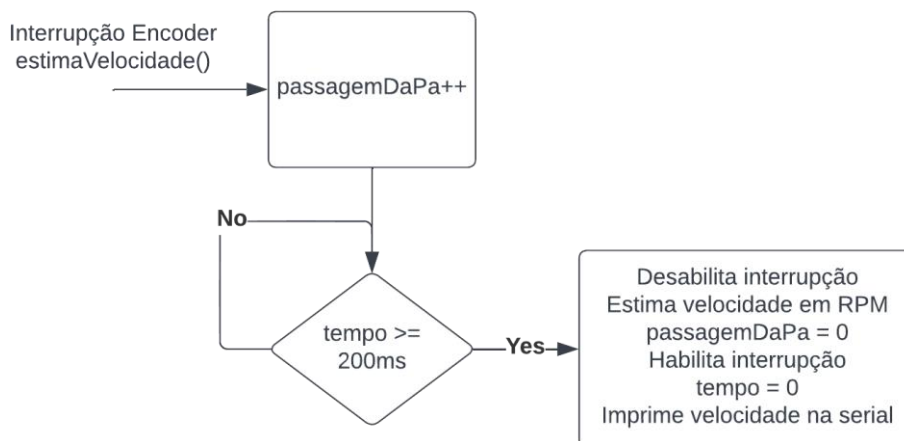 Interrupção Encoder
estimaVelocidade()
passagemDaPa++
No
tempo >=
200ms
Yes
Desabilita interrupção
Estima velocidade em RPM
passagemDaPa = 0
Habilita interrupção
tempo = 0
Imprime velocidade na serial